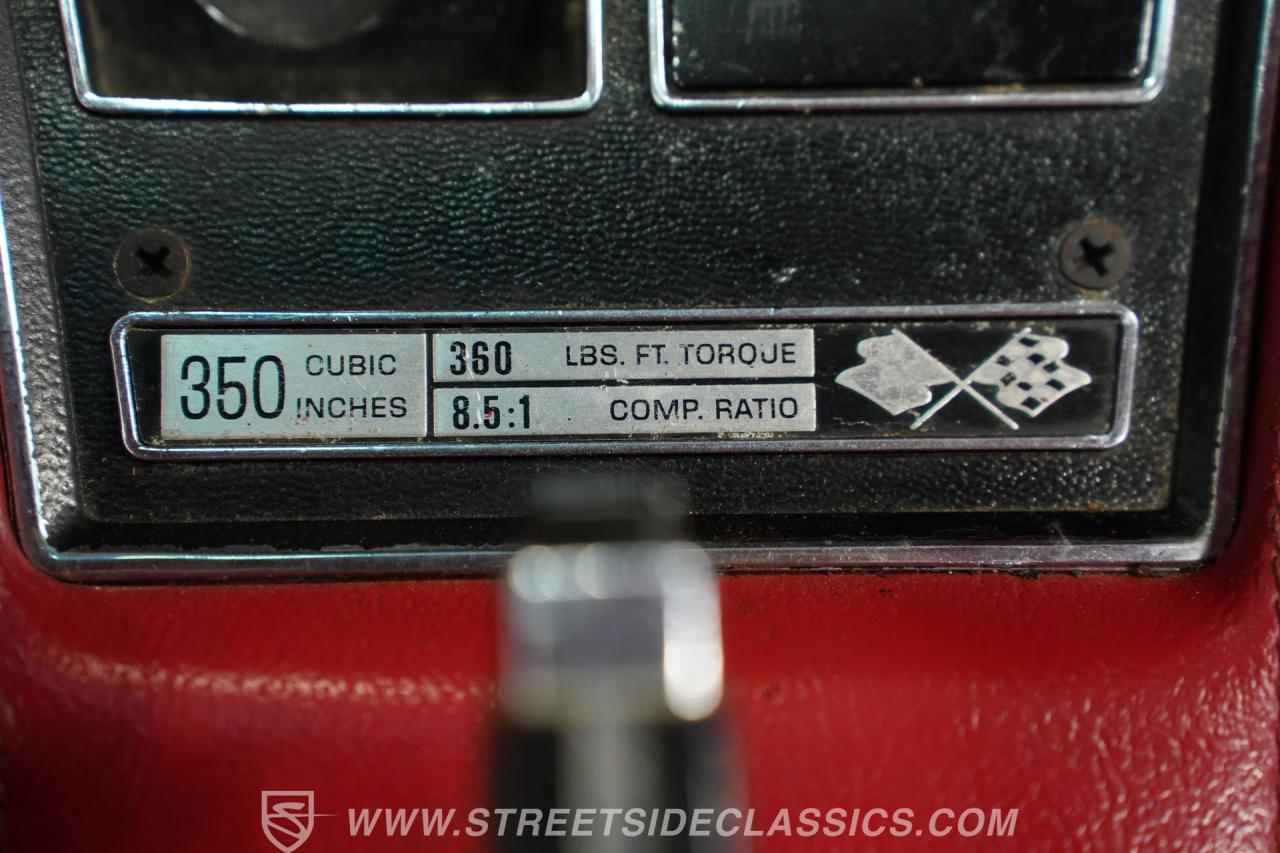 350 CUBIC INCHES
360 LBS. FT. TORQUE
8.5:1 COMP. RATIO
WWW.STREETSIDECLASSICS.COM